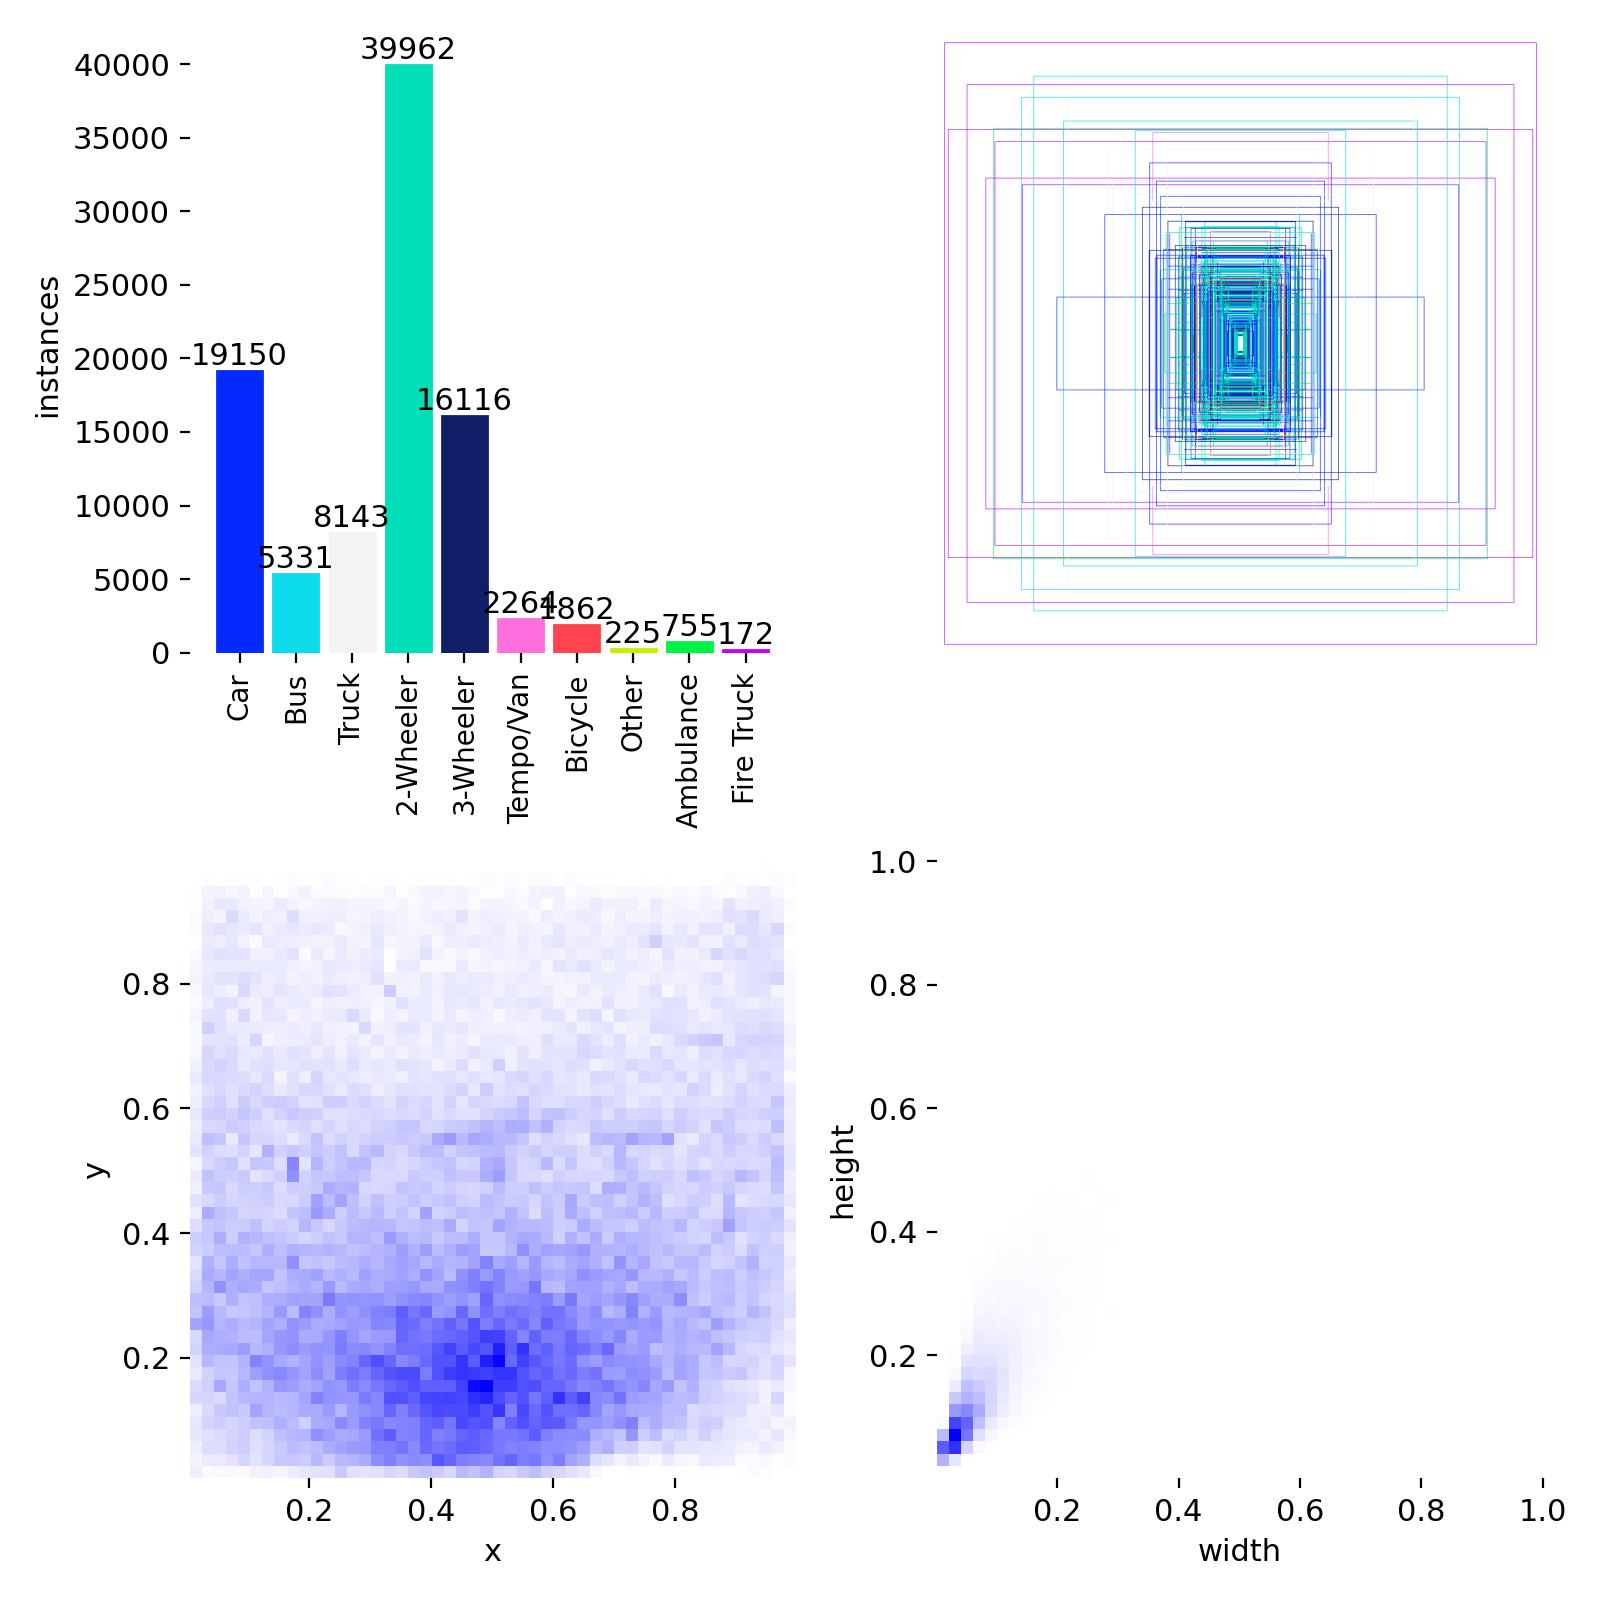 instances
40000
35000
30000
25000
20000
15000
10000
5000
0
19150
5331
8143
39962
16116
2264
1862
225
755
172
Car
Bus
Truck
2-Wheeler
3-Wheeler
Tempo/Van
Bicycle
Other
Ambulance
Fire Truck
y
0.8
0.6
0.4
0.2
0.2 0.4 0.6 0.8
x
height
1.0
0.8
0.6
0.4
0.2
0.2 0.4 0.6 0.8 1.0
width